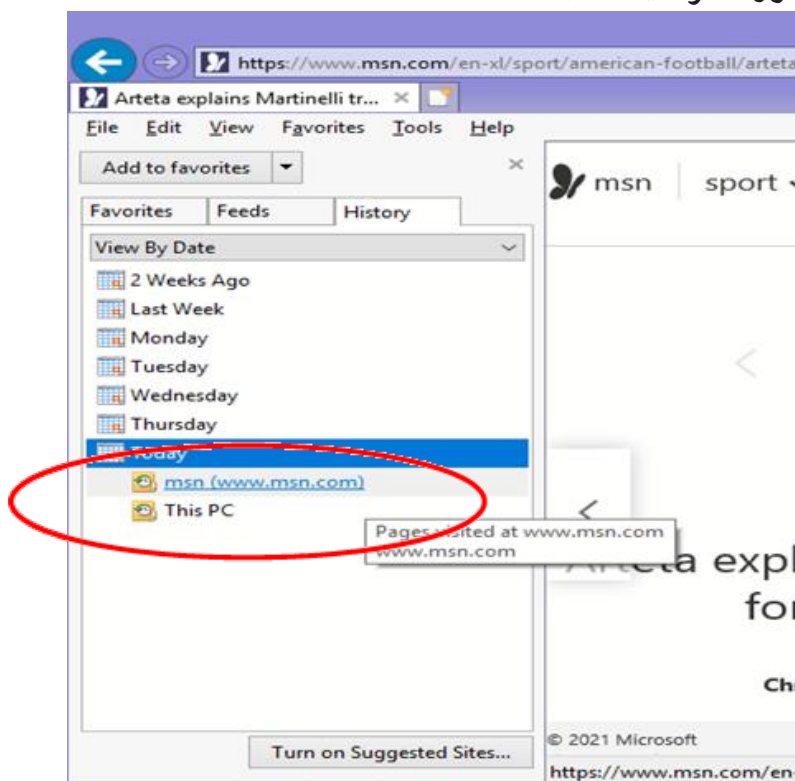 https://www.msn.com/en-xl/sport/american-football/arteta
Arteta explains Martinelli tr...
File Edit View Favorites Tools Help
Add to favorites
msn sport
Favorites Feeds History
View By Date
2 Weeks Ago
Last Week
Monday
Tuesday
Wednesday
Thursday
Today
msn (www.msn.com)
This PC
Pages visited at www.msn.com
www.msn.com
Arteta expl
for
Ch
Turn on Suggested Sites...
© 2021 Microsoft
https://www.msn.com/en-